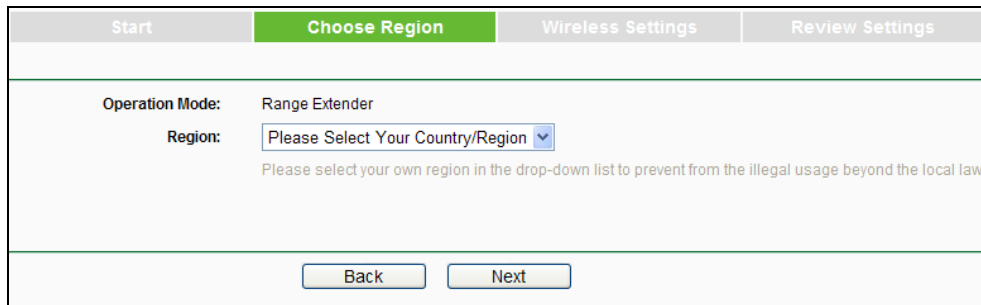 Start Choose Region Wireless Settings Review Settings
Operation Mode: Range Extender
Region: Please Select Your Country/Region
Please select your own region in the drop-down list to prevent from the illegal usage beyond the local law
Back Next